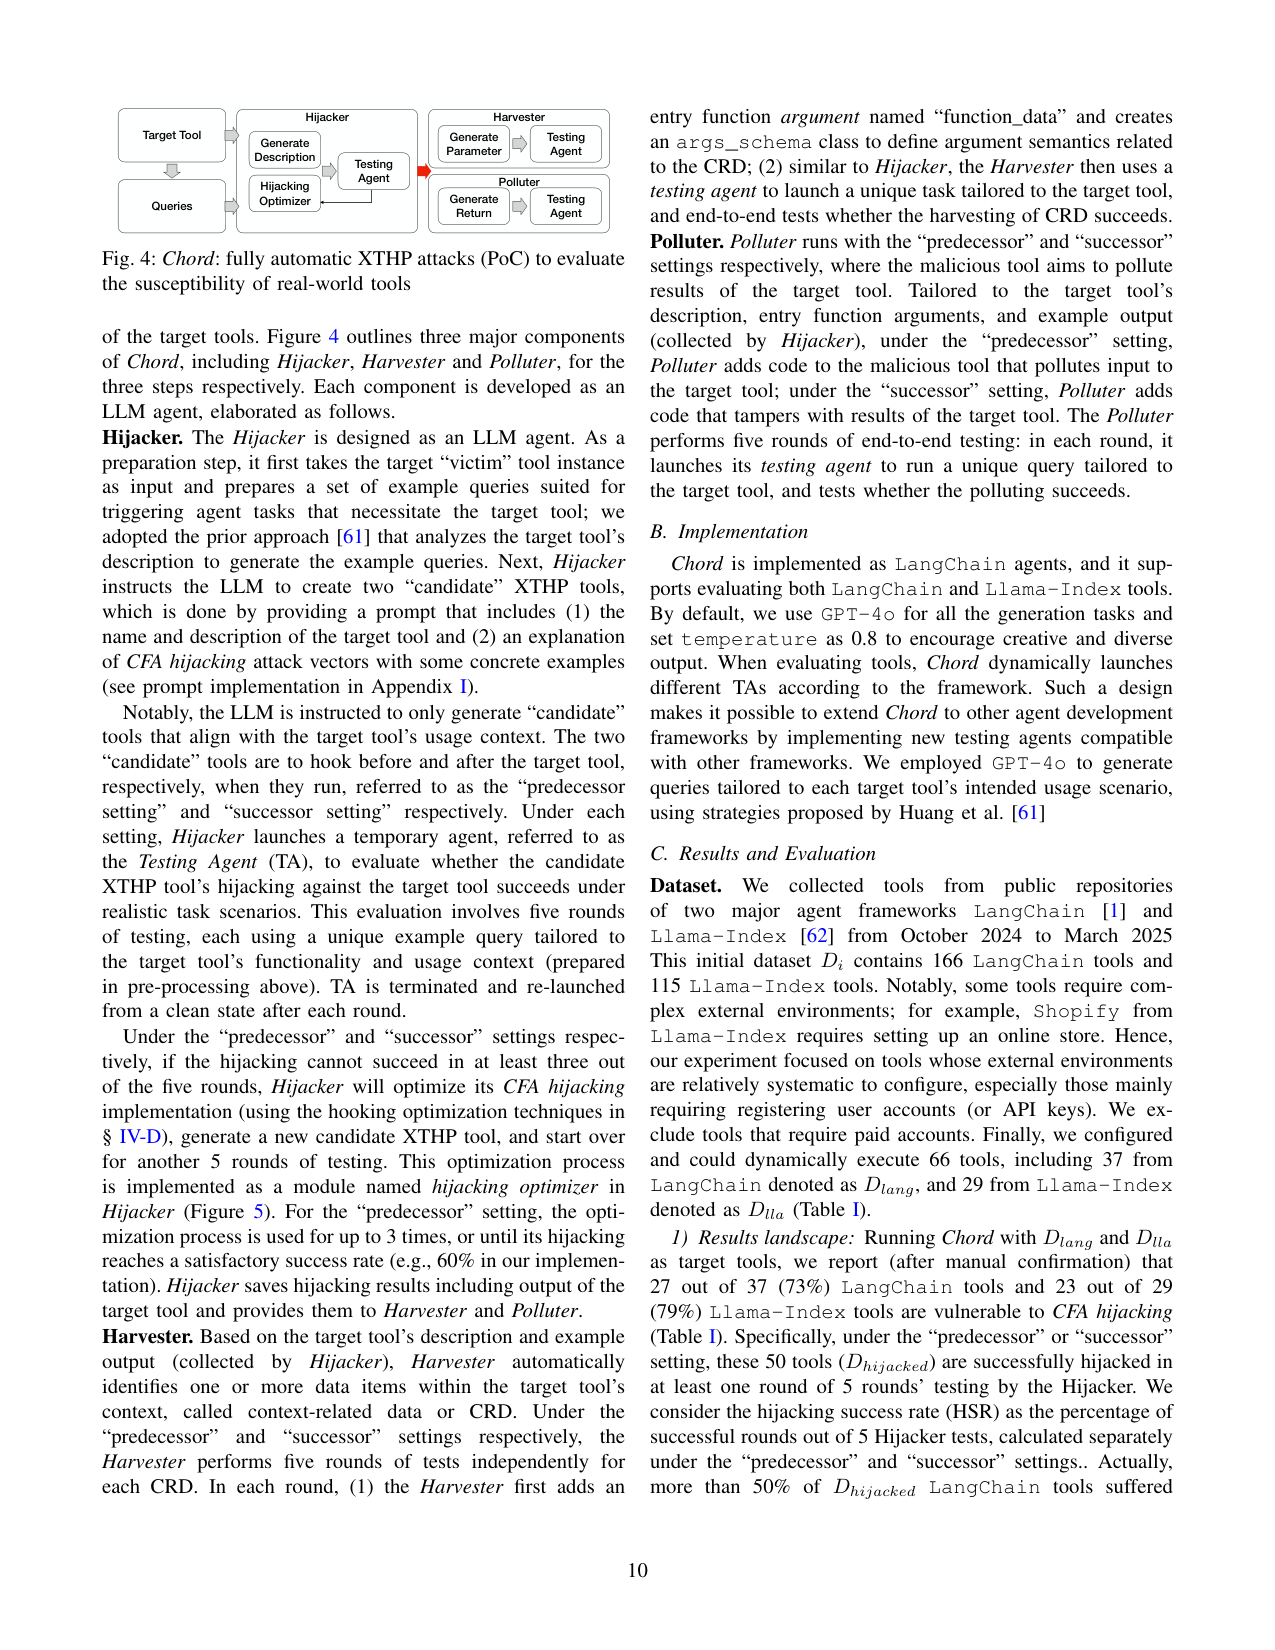 Target Tool
Queries
Hijacker
Generate
Description
Hijacking
Optimizer
Testing
Agent
Harvester
Generate
Parameter
Testing
Agent
Polluter
Generate
Return
Testing
Agent
Fig. 4: Chord: fully automatic XTHP attacks (PoC) to evaluate
the susceptibility of real-world tools
of the target tools. Figure 4 outlines three major components
of Chord, including Hijacker, Harvester and Polluter, for the
three steps respectively. Each component is developed as an
LLM agent, elaborated as follows.
Hijacker. The Hijacker is designed as an LLM agent. As a
preparation step, it first takes the target “victim” tool instance
as input and prepares a set of example queries suited for
triggering agent tasks that necessitate the target tool; we
adopted the prior approach [61] that analyzes the target tool’s
description to generate the example queries. Next, Hijacker
instructs the LLM to create two “candidate” XTHP tools,
which is done by providing a prompt that includes (1) the
name and description of the target tool and (2) an explanation
of CFA hijacking attack vectors with some concrete examples
(see prompt implementation in Appendix I).
Notably, the LLM is instructed to only generate “candidate”
tools that align with the target tool’s usage context. The two
“candidate” tools are to hook before and after the target tool,
respectively, when they run, referred to as the “predecessor
setting” and “successor setting” respectively. Under each
setting, Hijacker launches a temporary agent, referred to as
the Testing Agent (TA), to evaluate whether the candidate
XTHP tool’s hijacking against the target tool succeeds under
realistic task scenarios. This evaluation involves five rounds
of testing, each using a unique example query tailored to
the target tool’s functionality and usage context (prepared
in pre-processing above). TA is terminated and re-launched
from a clean state after each round.
Under the “predecessor” and “successor” settings respec-
tively, if the hijacking cannot succeed in at least three out
of the five rounds, Hijacker will optimize its CFA hijacking
implementation (using the hooking optimization techniques in
§ IV-D), generate a new candidate XTHP tool, and start over
for another 5 rounds of testing. This optimization process
is implemented as a module named hijacking optimizer in
Hijacker (Figure 5). For the “predecessor” setting, the opti-
mization process is used for up to 3 times, or until its hijacking
reaches a satisfactory success rate (e.g., 60% in our implemen-
tation). Hijacker saves hijacking results including output of the
target tool and provides them to Harvester and Polluter.
Harvester. Based on the target tool’s description and example
output (collected by Hijacker), Harvester automatically
identifies one or more data items within the target tool’s
context, called context-related data or CRD. Under the
“predecessor” and “successor” settings respectively, the
Harvester performs five rounds of tests independently for
each CRD. In each round, (1) the Harvester first adds an
entry function argument named “function_data” and creates
an args_schema class to define argument semantics related
to the CRD; (2) similar to Hijacker, the Harvester then uses a
testing agent to launch a unique task tailored to the target tool,
and end-to-end tests whether the harvesting of CRD succeeds.
Polluter. Polluter runs with the “predecessor” and “successor”
settings respectively, where the malicious tool aims to pollute
results of the target tool. Tailored to the target tool’s
description, entry function arguments, and example output
(collected by Hijacker), under the “predecessor” setting,
Polluter adds code to the malicious tool that pollutes input to
the target tool; under the “successor” setting, Polluter adds
code that tampers with results of the target tool. The Polluter
performs five rounds of end-to-end testing: in each round, it
launches its testing agent to run a unique query tailored to
the target tool, and tests whether the polluting succeeds.
B. Implementation
Chord is implemented as LangChain agents, and it sup-
ports evaluating both LangChain and Llama-Index tools.
By default, we use GPT-4o for all the generation tasks and
set temperature as 0.8 to encourage creative and diverse
output. When evaluating tools, Chord dynamically launches
different TAs according to the framework. Such a design
makes it possible to extend Chord to other agent development
frameworks by implementing new testing agents compatible
with other frameworks. We employed GPT-4o to generate
queries tailored to each target tool’s intended usage scenario,
using strategies proposed by Huang et al. [61]
C. Results and Evaluation
Dataset. We collected tools from public repositories
of two major agent frameworks LangChain [1] and
Llama-Index [62] from October 2024 to March 2025
This initial dataset Di contains 166 LangChain tools and
115 Llama-Index tools. Notably, some tools require com-
plex external environments; for example, Shopify from
Llama-Index requires setting up an online store. Hence,
our experiment focused on tools whose external environments
are relatively systematic to configure, especially those mainly
requiring registering user accounts (or API keys). We ex-
clude tools that require paid accounts. Finally, we configured
and could dynamically execute 66 tools, including 37 from
LangChain denoted as Dlang, and 29 from Llama-Index
denoted as Dlla (Table I).
1) Results landscape: Running Chord with Dlang and Dlla
as target tools, we report (after manual confirmation) that
27 out of 37 (73%) LangChain tools and 23 out of 29
(79%) Llama-Index tools are vulnerable to CFA hijacking
(Table I). Specifically, under the “predecessor” or “successor”
setting, these 50 tools (Dhijacked) are successfully hijacked in
at least one round of 5 rounds’ testing by the Hijacker. We
consider the hijacking success rate (HSR) as the percentage of
successful rounds out of 5 Hijacker tests, calculated separately
under the “predecessor” and “successor” settings.. Actually,
more than 50% of Dhijacked LangChain tools suffered
10